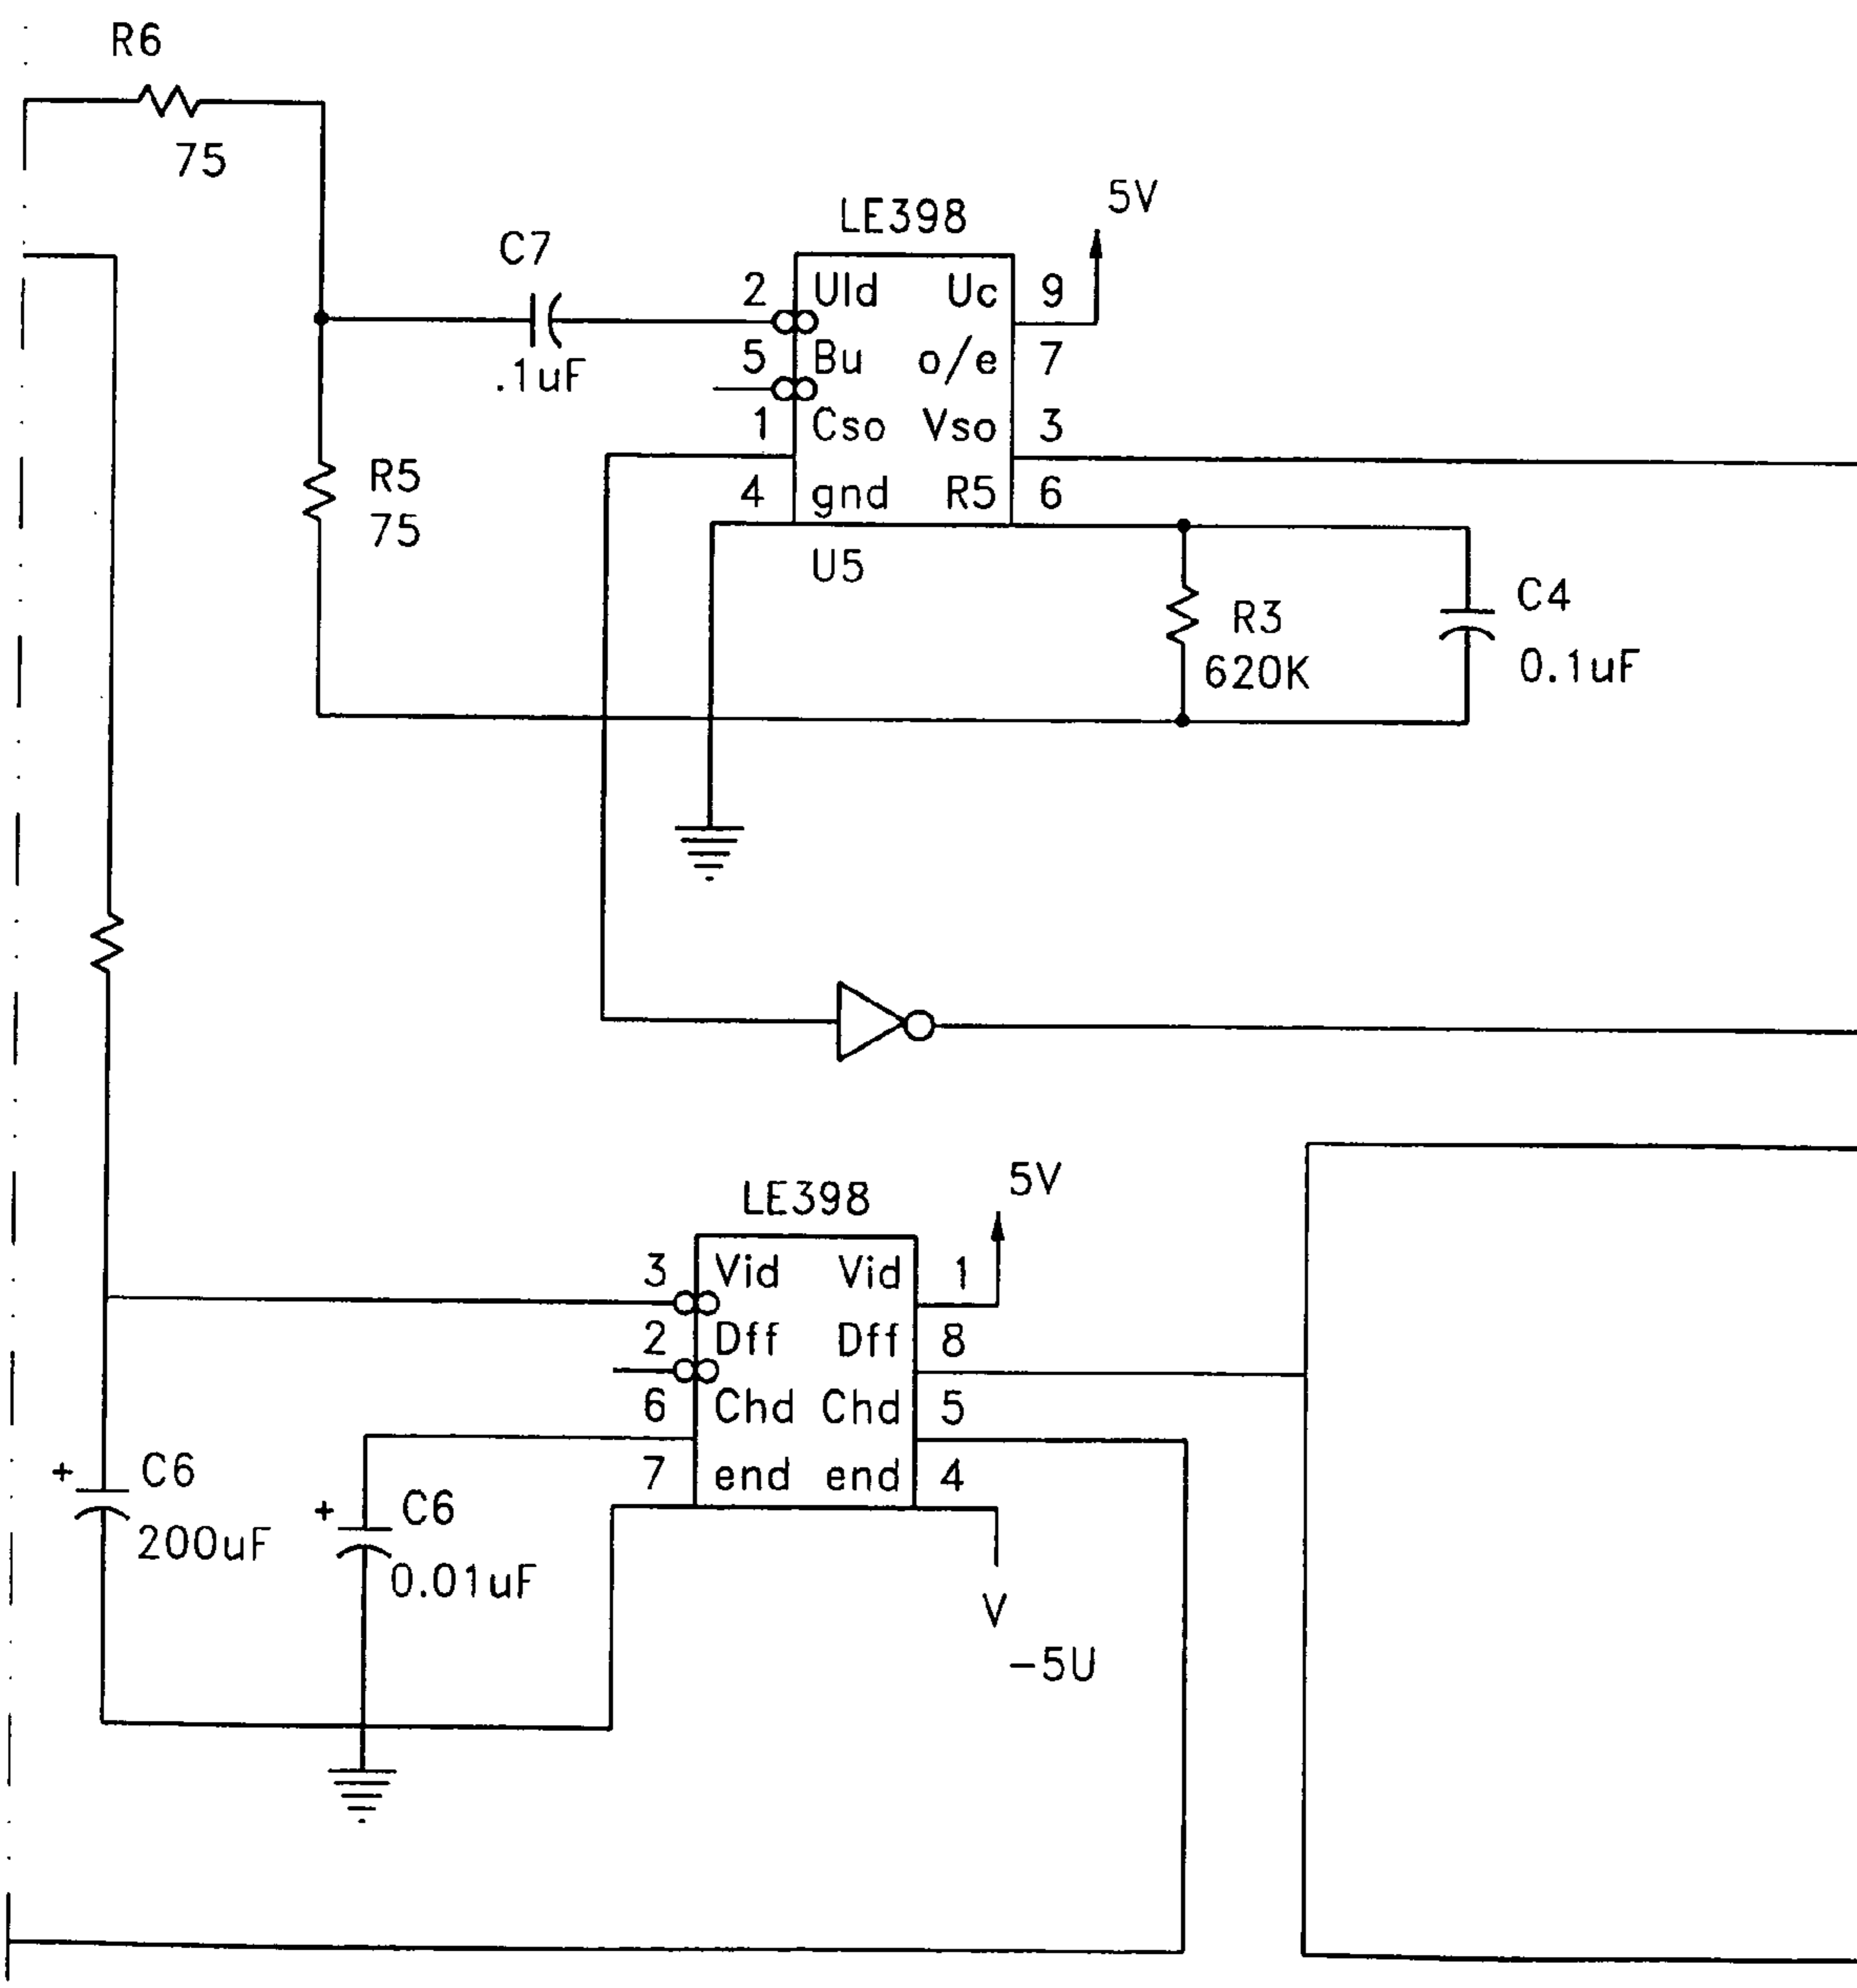 R6
75
5V
LE398
C7
.1uF
2 Uld Uc 9
5 Bu o/e 7
1 Cso Vso 3
4 gnd R5 6
U5
R5
75
R3
620K
C4
0.1uF
5V
LE398
3 Vid Vid 1
2 Dff Dff 8
6 Chd Chd 5
7 end end 4
+ C6
200uF
+ C6
0.01uF
V
-5U